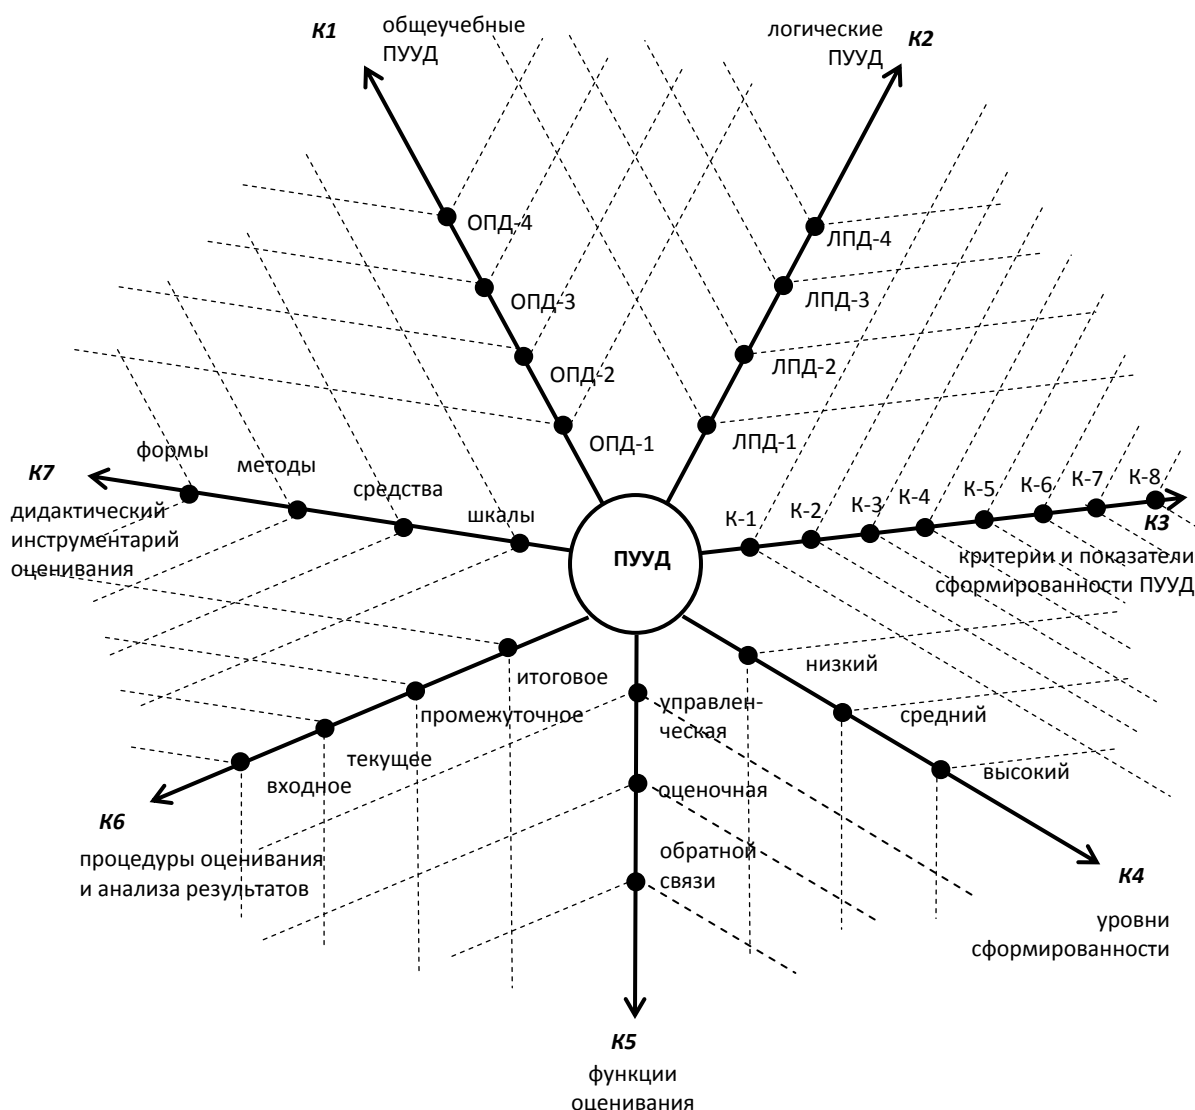 К1
общеучебные
ПУУД
логические
ПУУД
К2
ОПД-4
ОПД-3
ОПД-2
ОПД-1
ЛПД-4
ЛПД-3
ЛПД-2
ЛПД-1
К7
дидактический
инструментарий
оценивания
формы
методы
средства
шкалы
ПУУД
К-1
К-2
К-3
К-4
К-5
К-6
К-7
К-8
К3
критерии и показатели
сформированности ПУУД
итоговое
промежуточное
текущее
входное
К6
процедуры оценивания
и анализа результатов
управлен-
ческая
оценочная
обратной
связи
К5
функции
оценивания
низкий
средний
высокий
К4
уровни
сформированности